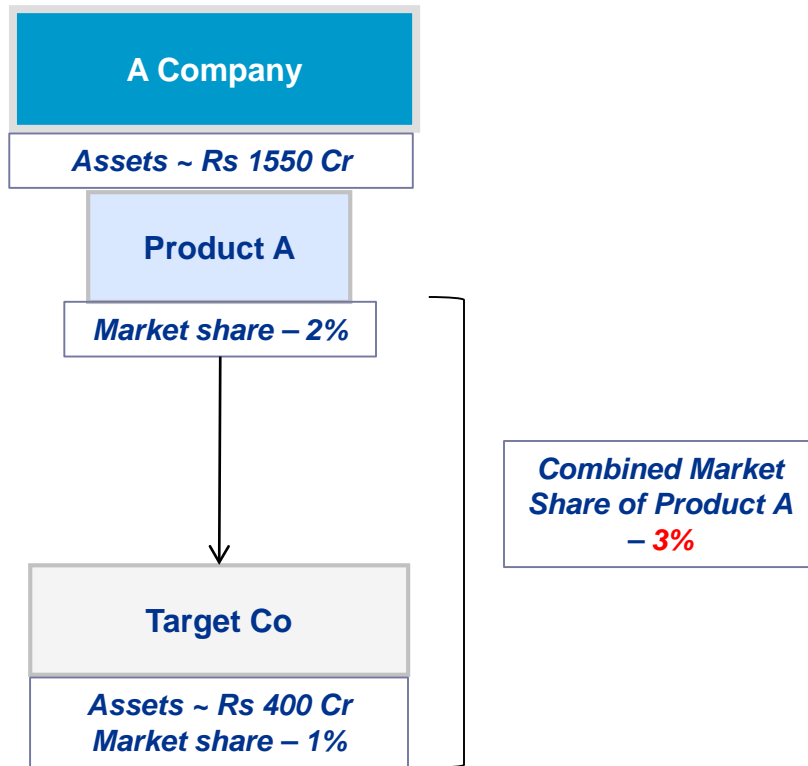 A Company
Assets ~ Rs 1550 Cr
Product A
Market share – 2%
Combined Market
Share of Product A
– 3%
Target Co
Assets ~ Rs 400 Cr
Market share – 1%